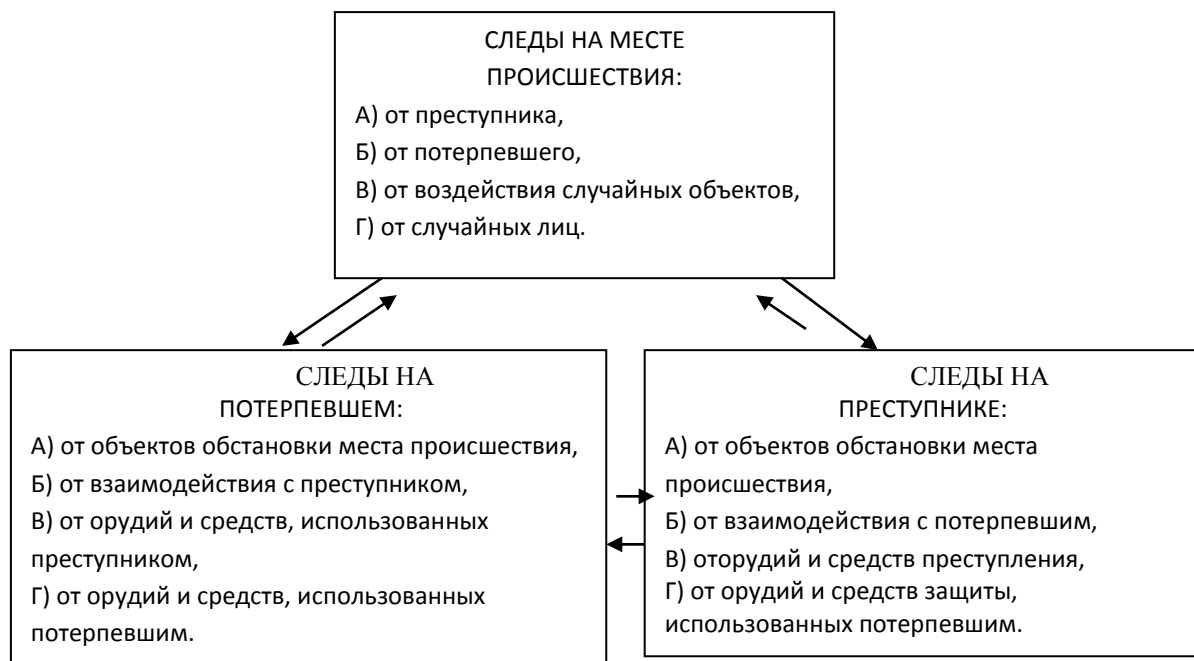 СЛЕДЫ НА МЕСТЕ
ПРОИСШЕСТВИЯ:
А) от преступника,
Б) от потерпевшего,
В) от воздействия случайных объектов,
Г) от случайных лиц.
СЛЕДЫ НА
ПОТЕРПЕВШЕМ:
А) от объектов обстановки места происшествия,
Б) от взаимодействия с преступником,
В) от орудий и средств, использованных
преступником,
Г) от орудий и средств, использованных
потерпевшим.
СЛЕДЫ НА
ПРЕСТУПНИКЕ:
А) от объектов обстановки места
происшествия,
Б) от взаимодействия с потерпевшим,
В) оторудий и средств преступления,
Г) от орудий и средств защиты,
использованных потерпевшим.